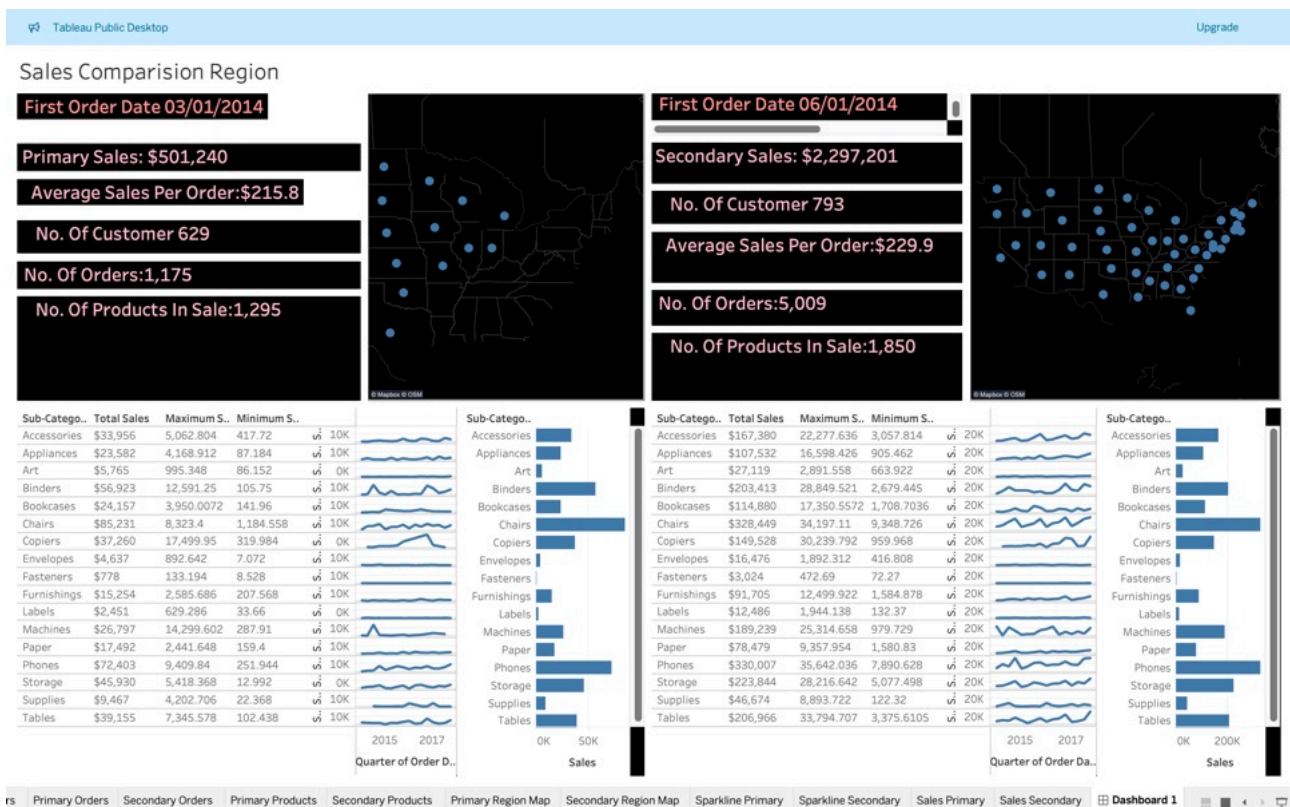 Tableau Public Desktop
Upgrade
Sales Comparision Region
First Order Date 03/01/2014
Primary Sales: $501,240
Average Sales Per Order:$215.8
No. Of Customer 629
No. Of Orders:1,175
No. Of Products In Sale:1,295
© Mapbox © OSM
First Order Date 06/01/2014
Secondary Sales: $2,297,201
No. Of Customer 793
Average Sales Per Order:$229.9
No. Of Orders:5,009
No. Of Products In Sale:1,850
© Mapbox © OSM
Sub-Catego.. Total Sales Maximum S.. Minimum S..
Accessories $33,956 5,062.804 417.72 10K
Appliances $23,582 4,168.912 87.184 10K
Art $5,765 995.348 86.152 0K
Binders $56,923 12,591.25 105.75 10K
Bookcases $24,157 3,950.0072 141.96 10K
Chairs $85,231 8,323.4 1,184.558 10K
Copiers $37,260 17,499.95 319.984 0K
Envelopes $4,637 892.642 7.072 10K
Fasteners $778 133.194 8.528 10K
Furnishings $15,254 2,585.686 207.568 10K
Labels $2,451 629.286 33.66 0K
Machines $26,797 14,299.602 287.91 10K
Paper $17,492 2,441.648 159.4 10K
Phones $72,403 9,409.84 251.944 10K
Storage $45,930 5,418.368 12.992 0K
Supplies $9,467 4,202.706 22.368 10K
Tables $39,155 7,345.578 102.438 10K
2015 2017
Quarter of Order D..
Sub-Catego..
Accessories
Appliances
Art
Binders
Bookcases
Chairs
Copiers
Envelopes
Fasteners
Furnishings
Labels
Machines
Paper
Phones
Storage
Supplies
Tables
0K 50K
Sales
Sub-Catego.. Total Sales Maximum S.. Minimum S..
Accessories $167,380 22,277.636 3,057.814 20K
Appliances $107,532 16,598.426 905.462 20K
Art $27,119 2,891.558 663.922 20K
Binders $203,413 28,849.521 2,679.445 20K
Bookcases $114,880 17,350.5572 1,708.7036 20K
Chairs $328,449 34,197.11 9,348.726 20K
Copiers $149,528 30,239.792 959.968 20K
Envelopes $16,476 1,892.312 416.808 20K
Fasteners $3,024 472.69 72.27 20K
Furnishings $91,705 12,499.922 1,584.878 20K
Labels $12,486 1,944.138 132.37 20K
Machines $189,239 25,314.658 979.729 20K
Paper $78,479 9,357.954 1,580.83 20K
Phones $330,007 35,642.036 7,890.628 20K
Storage $223,844 28,216.642 5,077.498 20K
Supplies $46,674 8,893.722 122.32 20K
Tables $206,966 33,794.707 3,375.6105 20K
2015 2017
Quarter of Order Da..
Sub-Catego..
Accessories
Appliances
Art
Binders
Bookcases
Chairs
Copiers
Envelopes
Fasteners
Furnishings
Labels
Machines
Paper
Phones
Storage
Supplies
Tables
0K 200K
Sales
rs Primary Orders Secondary Orders Primary Products Secondary Products Primary Region Map Secondary Region Map Sparkline Primary Sparkline Secondary Sales Primary Sales Secondary Dashboard 1